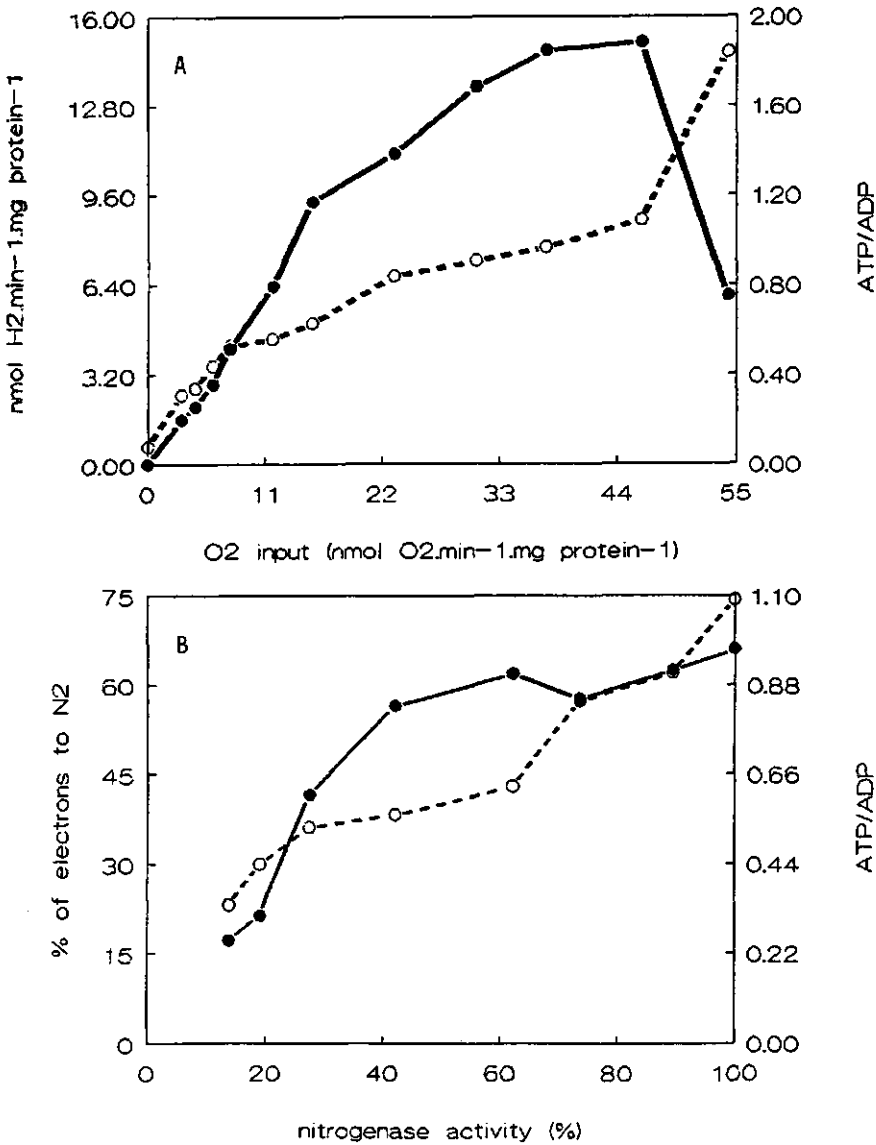 A
16.00
12.80
9.60
6.40
3.20
0.00
nmol H2.min-1.mg protein-1
2.00
1.60
1.20
0.80
0.40
0.00
ATP/ADP
0 11 22 33 44 55
O2 input (nmol O2.min-1.mg protein-1)
B
75
60
45
30
15
0
% of electrons to N2
1.10
0.88
0.66
0.44
0.22
0.00
ATP/ADP
0 20 40 60 80 100
nitrogenase activity (%)